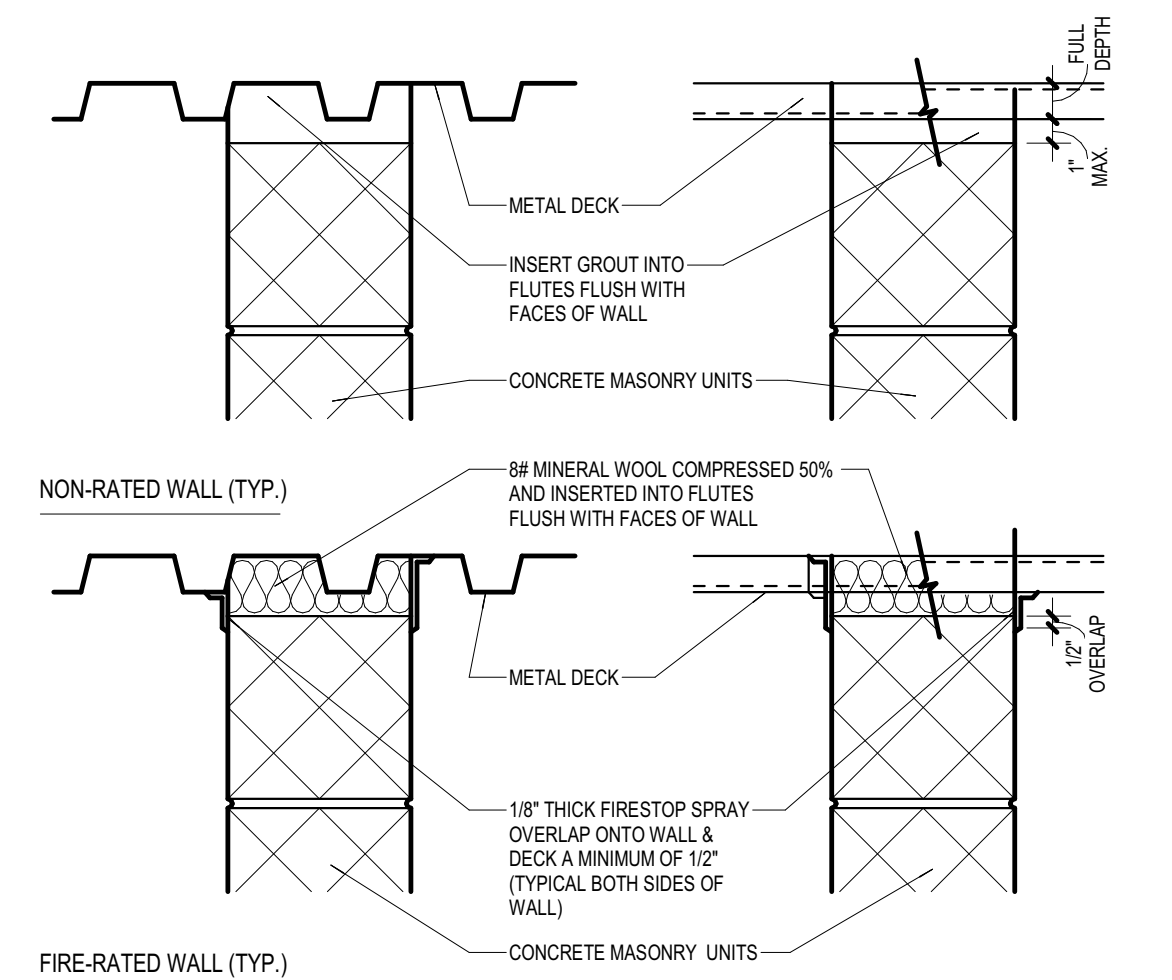 FULL
DEPTH
1"
MAX.
METAL DECK
INSERT GROUT INTO
FLUTES FLUSH WITH
FACES OF WALL
CONCRETE MASONRY UNITS
NON-RATED WALL (TYP.)
8# MINERAL WOOL COMPRESSED 50%
AND INSERTED INTO FLUTES
FLUSH WITH FACES OF WALL
1/2"
OVERLAP
METAL DECK
1/8" THICK FIRESTOP SPRAY
OVERLAP ONTO WALL &
DECK A MINIMUM OF 1/2"
(TYPICAL BOTH SIDES OF
WALL)
CONCRETE MASONRY UNITS
FIRE-RATED WALL (TYP.)